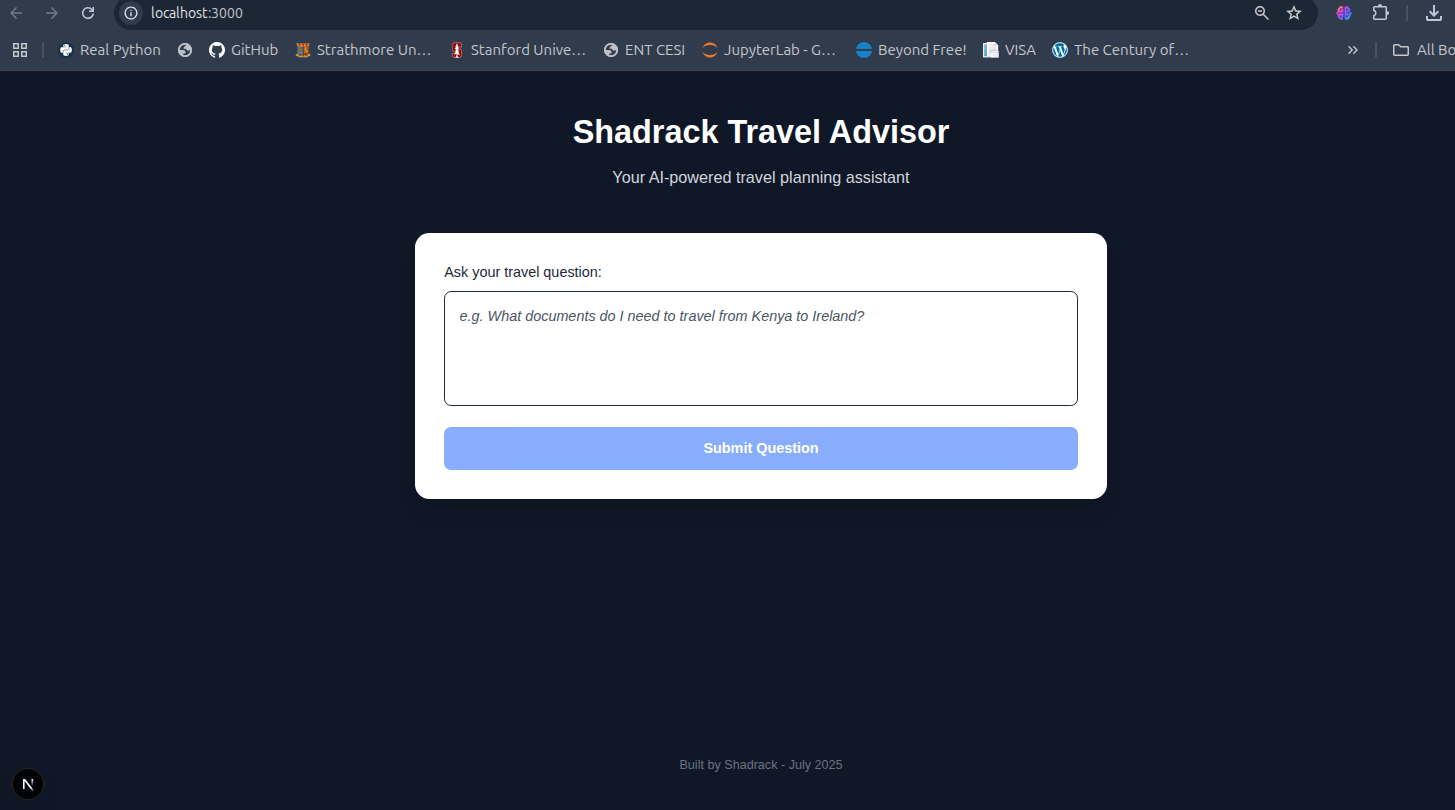 localhost:3000
Real Python GitHub Strathmore Un... Stanford Unive... ENT CESI JupyterLab - G... Beyond Free! VISA The Century of... » All Bo
Shadrack Travel Advisor
Your AI-powered travel planning assistant
Ask your travel question:
e.g. What documents do I need to travel from Kenya to Ireland?
Submit Question
Built by Shadrack - July 2025
N